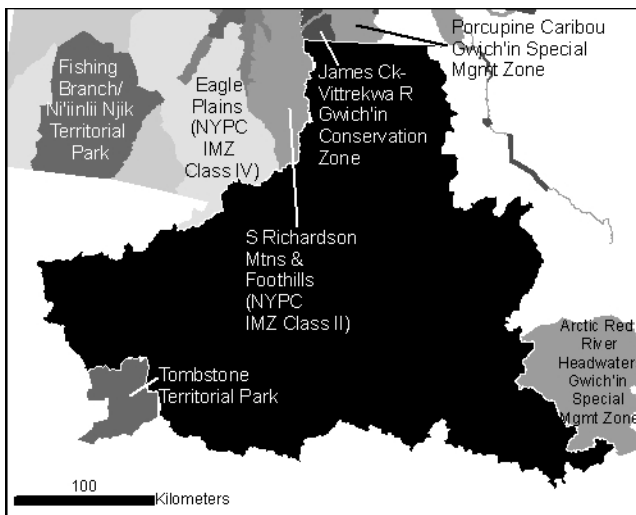 Porcupine Caribou
Gwich'in Special
Mgmt Zone
Fishing
Branch/
Ni'iinlii Njik
Territorial
Park
Eagle
Plains
(NYPC
IMZ
Class IV)
James Ck-
Vittrekwa R
Gwich'in
Conservation
Zone
S Richardson
Mtns &
Foothills
(NYPC
IMZ Class II)
Arctic Red
River
Headwater
Gwich'in
Special
Mgmt Zone
Tombstone
Territorial Park
100
Kilometers